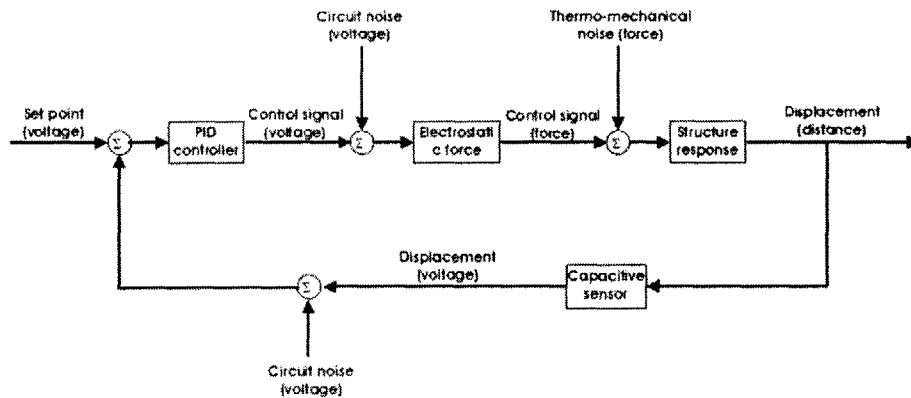 Circuit noise
(voltage)
Thermo-mechanical
noise (force)
Set point
(voltage)
Σ
PID
controller
Control signal
(voltage)
Σ
Electrostati
c force
Control signal
(force)
Σ
Structure
response
Displacement
(distance)
Displacement
(voltage)
Capacitive
sensor
Σ
Circuit noise
(voltage)